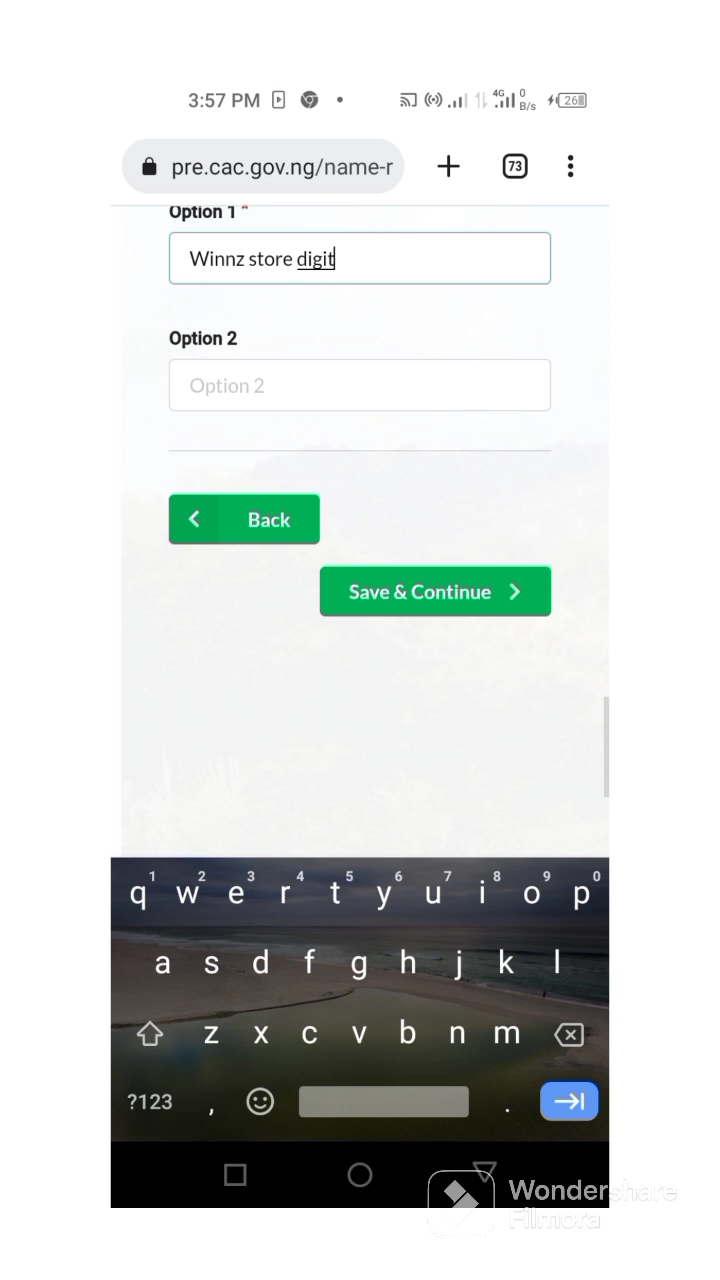 3:57 PM
4G 0 B/s 26
pre.cac.gov.ng/name-r 73
Option 1 *
Winnz store digit
Option 2
Option 2
Back
Save & Continue
1 2 3 4 5 6 7 8 9 0
q w e r t y u i o p
a s d f g h j k l
z x c v b n m
?123 , .
Wondershare
Filmora